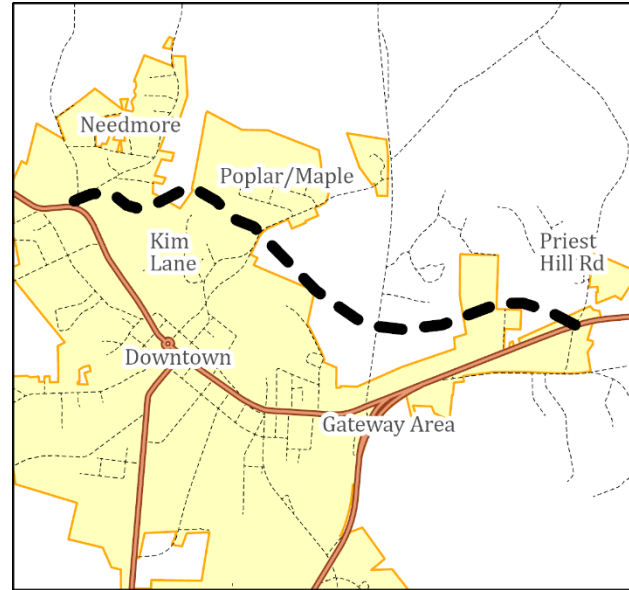 Needmore
Poplar/Maple
Kim
Lane
Priest
Hill Rd
Downtown
Gateway Area